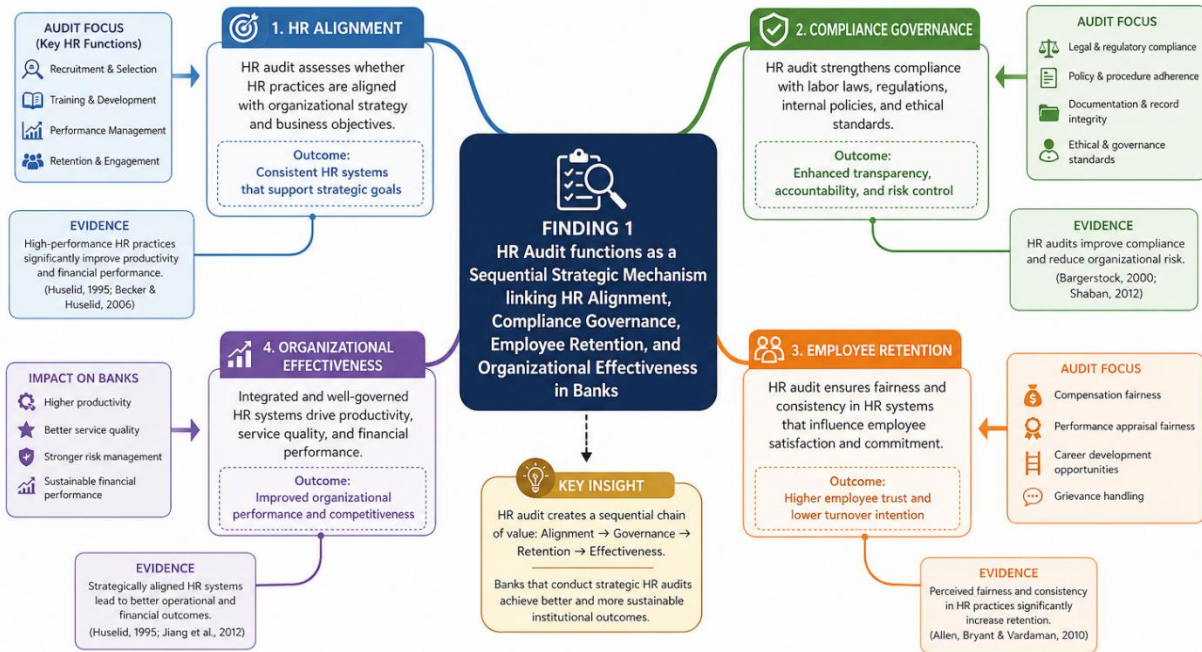 AUDIT FOCUS
(Key HR Functions)
Recruitment & Selection
Training & Development
Performance Management
Retention & Engagement
1. HR ALIGNMENT
HR audit assesses whether
HR practices are aligned
with organizational strategy
and business objectives.
Outcome:
Consistent HR systems
that support strategic goals
EVIDENCE
High-performance HR practices
significantly improve productivity
and financial performance.
(Huselid, 1995; Becker &
Huselid, 2006)
2. COMPLIANCE GOVERNANCE
HR audit strengthens compliance
with labor laws, regulations,
internal policies, and ethical
standards.
Outcome:
Enhanced transparency,
accountability, and risk control
AUDIT FOCUS
Legal & regulatory compliance
Policy & procedure adherence
Documentation & record
integrity
Ethical & governance
standards
EVIDENCE
HR audits improve compliance
and reduce organizational risk.
(Bargerstock, 2000;
Shaban, 2012)
FINDING 1
HR Audit functions as a
Sequential Strategic Mechanism
linking HR Alignment,
Compliance Governance,
Employee Retention, and
Organizational Effectiveness
in Banks
3. EMPLOYEE RETENTION
HR audit ensures fairness and
consistency in HR systems
that influence employee
satisfaction and commitment.
Outcome:
Higher employee trust and
lower turnover intention
AUDIT FOCUS
Compensation fairness
Performance appraisal fairness
Career development
opportunities
Grievance handling
EVIDENCE
Perceived fairness and consistency
in HR practices significantly
increase retention.
(Allen, Bryant & Vardaman, 2010)
4. ORGANIZATIONAL
EFFECTIVENESS
Integrated and well-governed
HR systems drive productivity,
service quality, and financial
performance.
Outcome:
Improved organizational
performance and competitiveness
IMPACT ON BANKS
Higher productivity
Better service quality
Stronger risk management
Sustainable financial
performance
EVIDENCE
Strategically aligned HR systems
lead to better operational and
financial outcomes.
(Huselid, 1995; Jiang et al., 2012)
KEY INSIGHT
HR audit creates a sequential chain
of value: Alignment → Governance →
Retention → Effectiveness.
Banks that conduct strategic HR audits
achieve better and more sustainable
institutional outcomes.